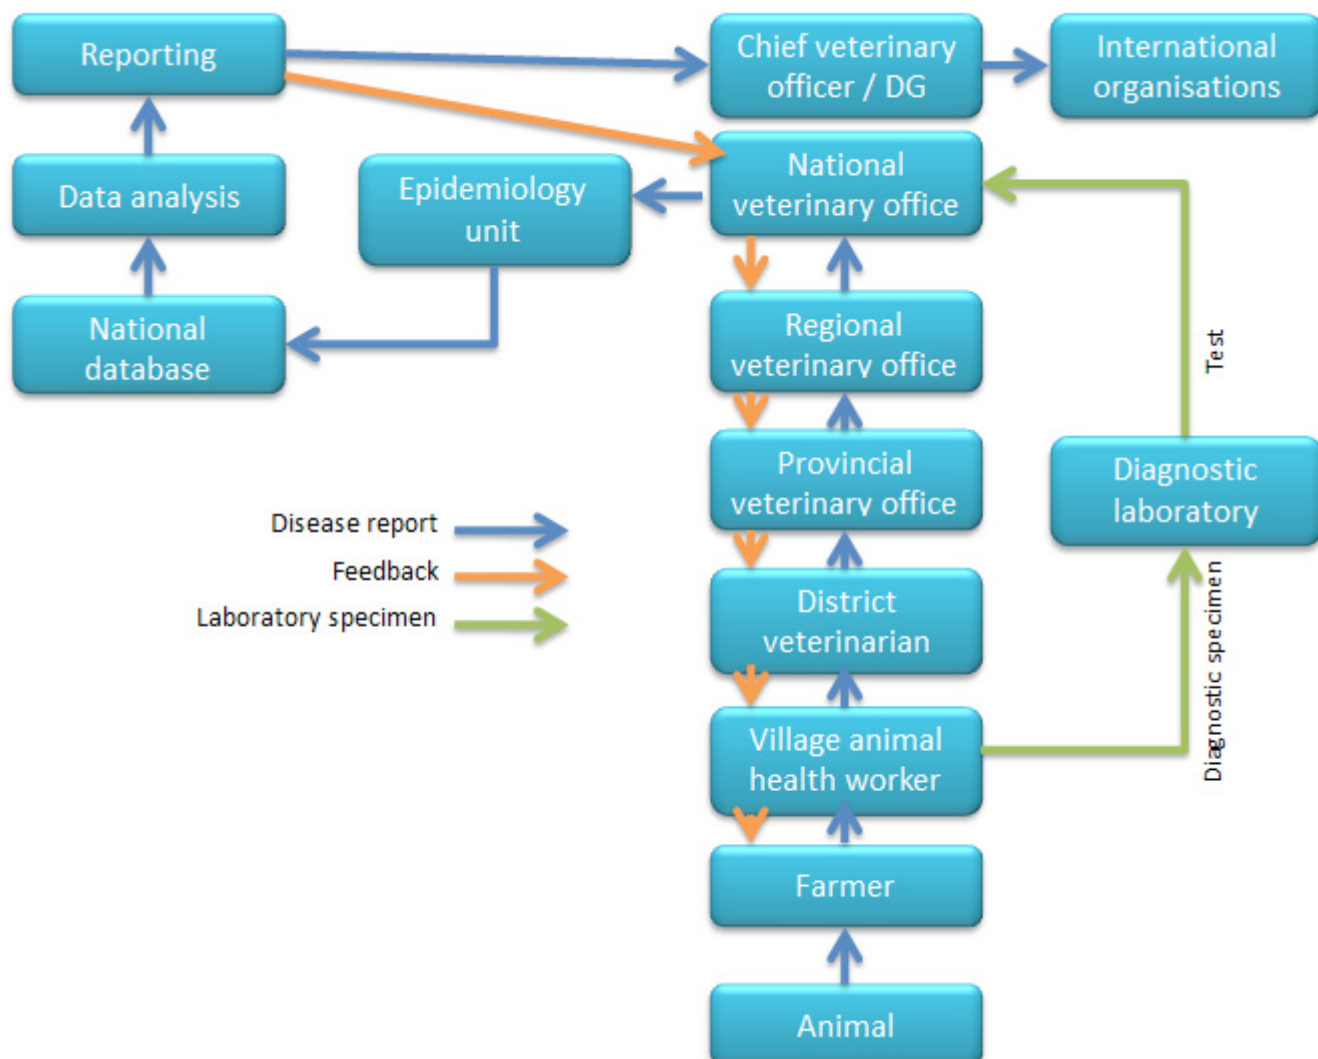 Reporting
Chief veterinary
officer / DG
International
organisations
Data analysis
Epidemiology
unit
National
veterinary office
National
database
Regional
veterinary office
Test
Provincial
veterinary office
Diagnostic
laboratory
Disease report
Feedback
Laboratory specimen
District
veterinarian
Diagnostic specimen
Village animal
health worker
Farmer
Animal